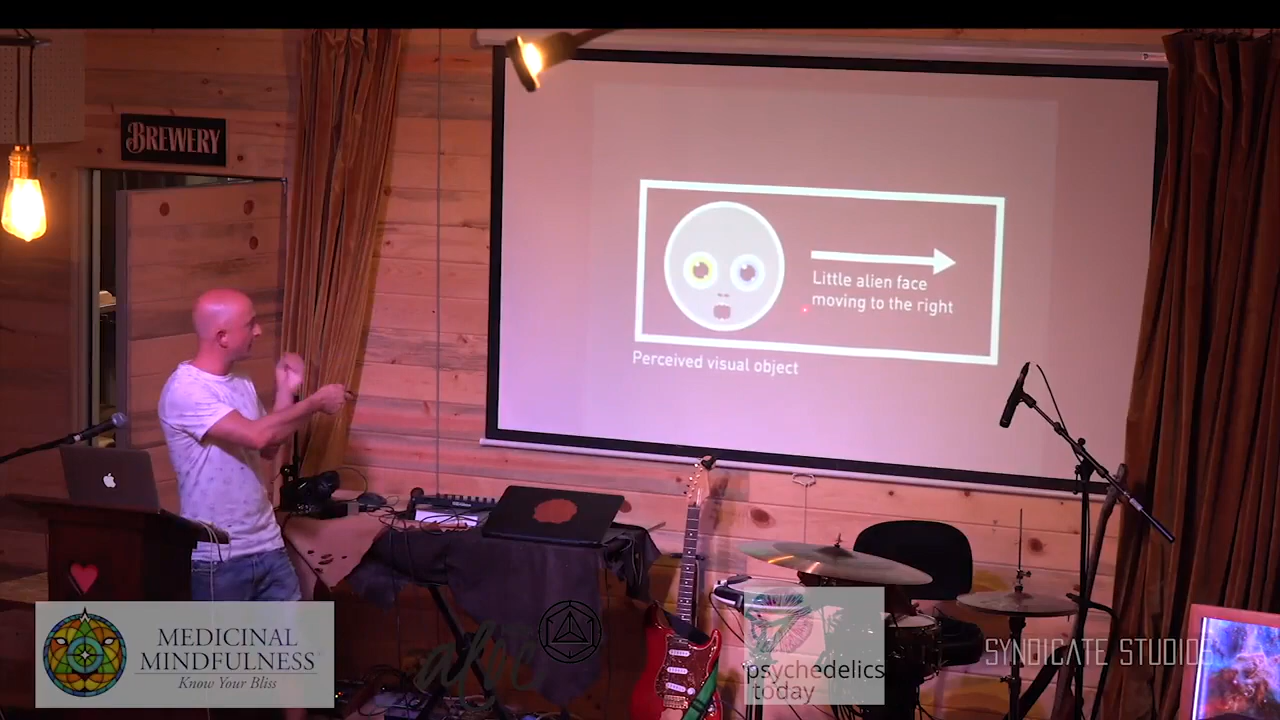 BREWERY
Little alien face
moving to the right
Perceived visual object
MEDICINAL
MINDFULNESS
Know Your Bliss
psychedelics
today
SYNDICATE STUDIOS